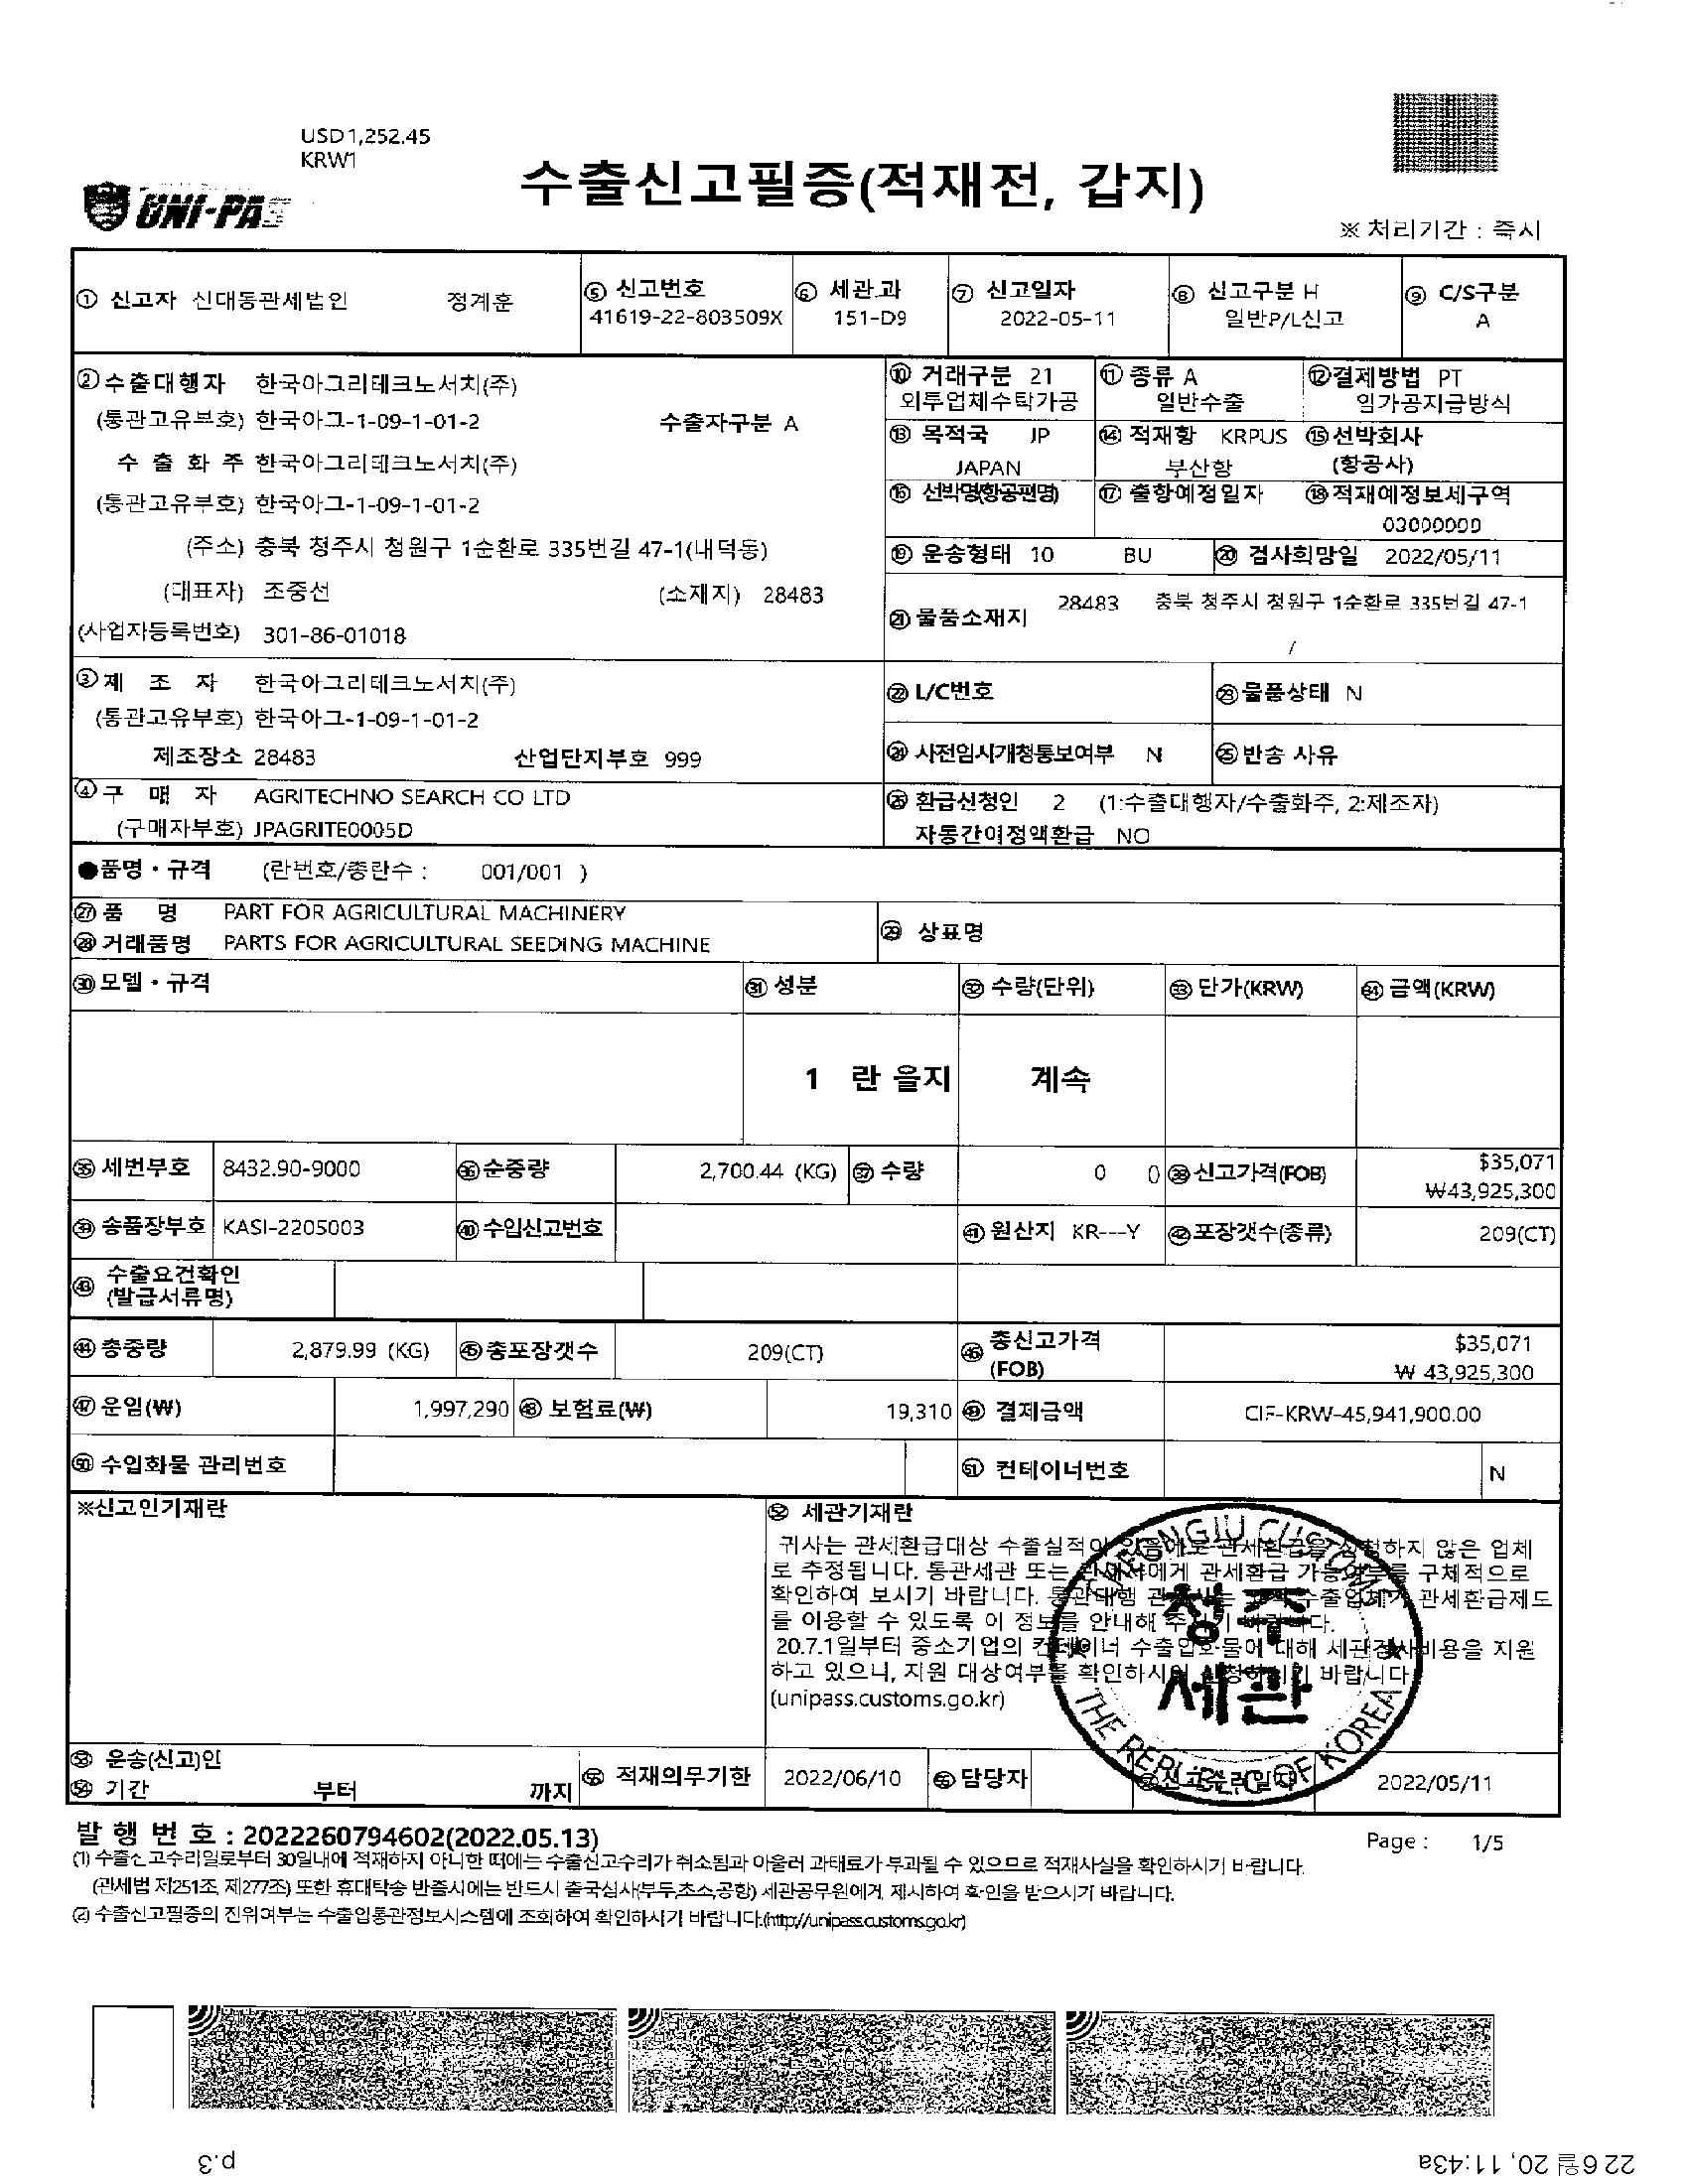 USD1,252.45
KRW1
UNI-PASS
수출신고필증(적재전, 갑지)
※ 처리기간 : 즉시
① 신고자 신대동관세법인 정계훈
⑤ 신고번호
41619-22-803509X
⑥ 세관.과
151-D9
⑦ 신고일자
2022-05-11
⑧ 신고구분 H
일반P/L신고
⑨ C/S구분
A
②수출대행자 한국아그리테크노서치(주)
(통관고유부호) 한국아그-1-09-1-01-2 수출자구분 A
수 출 화 주 한국아그리테크노서치(주)
(통관고유부호) 한국아그-1-09-1-01-2
(주소) 충북 청주시 청원구 1순환로 335번길 47-1(내덕동)
(대표자) 조중선 (소재지) 28483
(사업자등록번호) 301-86-01018
⑩ 거래구분 21
외투업체수탁가공
⑪ 종류 A
일반수출
⑫결제방법 PT
임가공지급방식
⑬ 목적국 JP
JAPAN
⑭ 적재항 KRPUS
부산항
⑮선박회사
(항공사)
⑯ 선박명(항공편명)
⑰ 출항예정일자
⑱적재예정보세구역
03099999
⑲ 운송형태 10 BU
⑳ 검사희망일 2022/05/11
㉑물품소재지 28483 충북 청주시 청원구 1순환로 335번길 47-1
/
③제 조 자 한국아그리테크노서치(주)
(통관고유부호) 한국아그-1-09-1-01-2
제조장소 28483 산업단지부호 999
㉒ L/C번호
㉓물품상태 N
㉔ 사전임시개청통보여부 N
㉕반송 사유
④구 매 자 AGRITECHNO SEARCH CO LTD
(구매자부호) JPAGRITE0005D
㉖ 환급신청인 2 (1:수출대행자/수출화주, 2:제조자)
자동간이정액환급 NO
●품명・규격 (란번호/총란수 : 001/001 )
㉗품 명 PART FOR AGRICULTURAL MACHINERY
㉘거래품명 PARTS FOR AGRICULTURAL SEEDING MACHINE
㉙ 상표명
㉚모델・규격
㉛성분
㉜수량(단위)
㉝단가(KRW)
㉞금액(KRW)
1 란 을지 계속
㉟세번부호 8432.90-9000
㊱순중량 2,700.44 (KG)
㊲수량 0 0
㊳신고가격(FOB) $35,071
₩43,925,300
㊴송품장부호 KASI-2205003
㊵수입신고번호
㊶원산지 KR---Y
㊷포장갯수(종류) 209(CT)
㊸ 수출요건확인
(발급서류명)
㊹총중량 2,879.99 (KG)
㊺총포장갯수 209(CT)
㊻ 총신고가격
(FOB)
$35,071
₩ 43,925,300
㊼운임(₩) 1,997,290
㊽ 보험료(₩) 19,310
㊾ 결제금액 CIF-KRW-45,941,900.00
㊿수입화물 관리번호
51 컨테이너번호 N
※신고인기재란
52 세관기재란
귀사는 관세환급대상 수출실적이 있음에도 관세환급을 신청하지 않은 업체
로 추정됩니다. 통관세관 또는 관세사에게 관세환급 가능여부를 구체적으로
확인하여 보시기 바랍니다. 통관대행 관세사는 수출업체가 관세환급제도
를 이용할 수 있도록 이 정보를 안내해 주시기 바랍니다.
20.7.1일부터 중소기업의 컨테이너 수출입화물에 대해 세관검사비용을 지원
하고 있으니, 지원 대상여부를 확인하시어 신청하시기 바랍니다.
(unipass.customs.go.kr)
CHEONGJU CUSTOMS
청주
세관
THE REPUBLIC OF KOREA
53 운송(신고)인
54 기간 부터 까지
55 적재의무기한 2022/06/10
56 담당자
57 신고수리일자 2022/05/11
발 행 번 호 : 2022260794602(2022.05.13)
Page : 1/5
(1) 수출신고수리일로부터 30일내에 적재하지 아니한 때에는 수출신고수리가 취소됨과 아울러 과태료가 부과될 수 있으므로 적재사실을 확인하시기 바랍니다.
(관세법 제251조, 제277조) 또한 휴대탁송 반출시에는 반드시 출국심사(부두,초소,공항) 세관공무원에게 제시하여 확인을 받으시기 바랍니다.
(2) 수출신고필증의 진위여부는 수출입통관정보시스템에 조회하여 확인하시기 바랍니다.(http://unipass.customs.go.kr)
22 6월 20, 11:43a
p.3